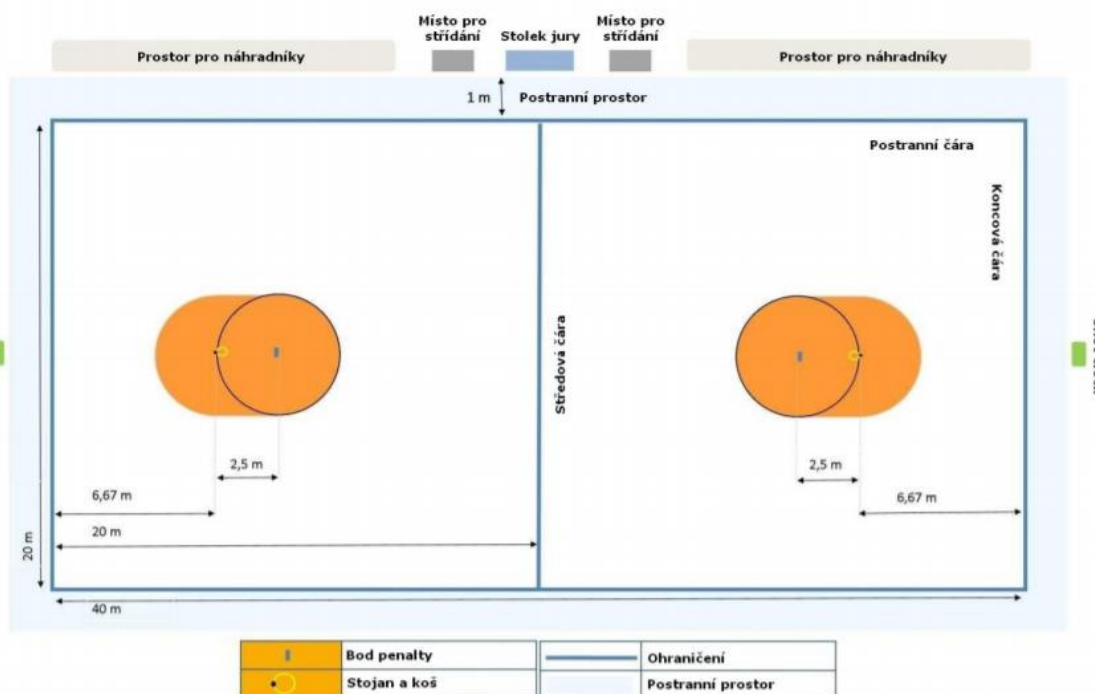 Místo pro
střídání
Stolek jury
Místo pro
střídání
Prostor pro náhradníky
Prostor pro náhradníky
1 m
Postranní prostor
Postranní čára
Koncová čára
Středová čára
2,5 m
2,5 m
6,67 m
6,67 m
20 m
20 m
40 m
Bod penalty
Ohraničení
Stojan a koš
Postranní prostor